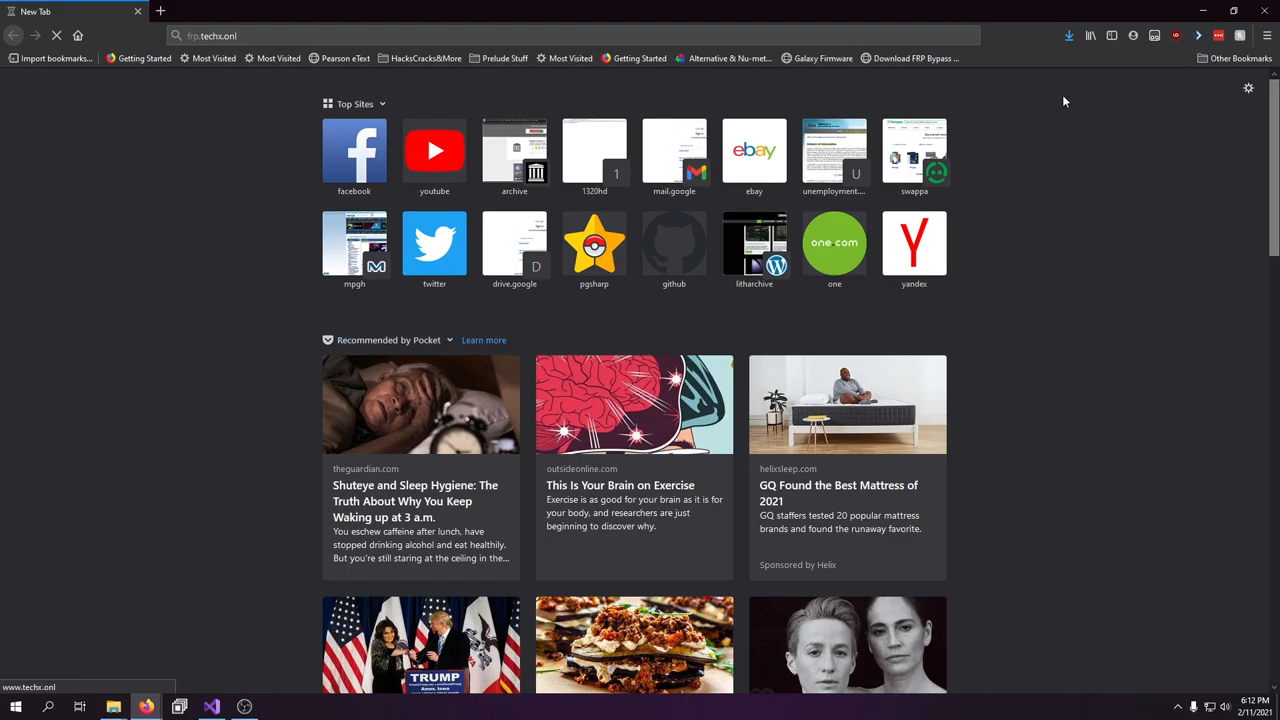 New Tab
frp.techx.onl
Import bookmarks...
Getting Started
Most Visited
Most Visited
Pearson eText
HacksCracks&More
Prelude Stuff
Most Visited
Getting Started
Alternative & Nu-met...
Galaxy Firmware
Download FRP Bypass ...
Other Bookmarks
Top Sites
ebay
1
U
facebook
youtube
archive
1320hd
mail.google
ebay
unemployment....
swappa
D
one.com
mpgh
twitter
drive.google
pgsharp
github
litharchive
one
yandex
Recommended by Pocket
Learn more
theguardian.com
Shuteye and Sleep Hygiene: The
Truth About Why You Keep
Waking up at 3 a.m.
You eschew caffeine after lunch, have
stopped drinking alcohol and eat healthily.
But you're still staring at the ceiling in the...
outsideonline.com
This Is Your Brain on Exercise
Exercise is as good for your brain as it is for
your body, and researchers are just
beginning to discover why.
helixsleep.com
GQ Found the Best Mattress of
2021
GQ staffers tested 20 popular mattress
brands and found the runaway favorite.
Sponsored by Helix
TRUMP
Ames, Iowa
www.techx.onl
6:12 PM
2/11/2021